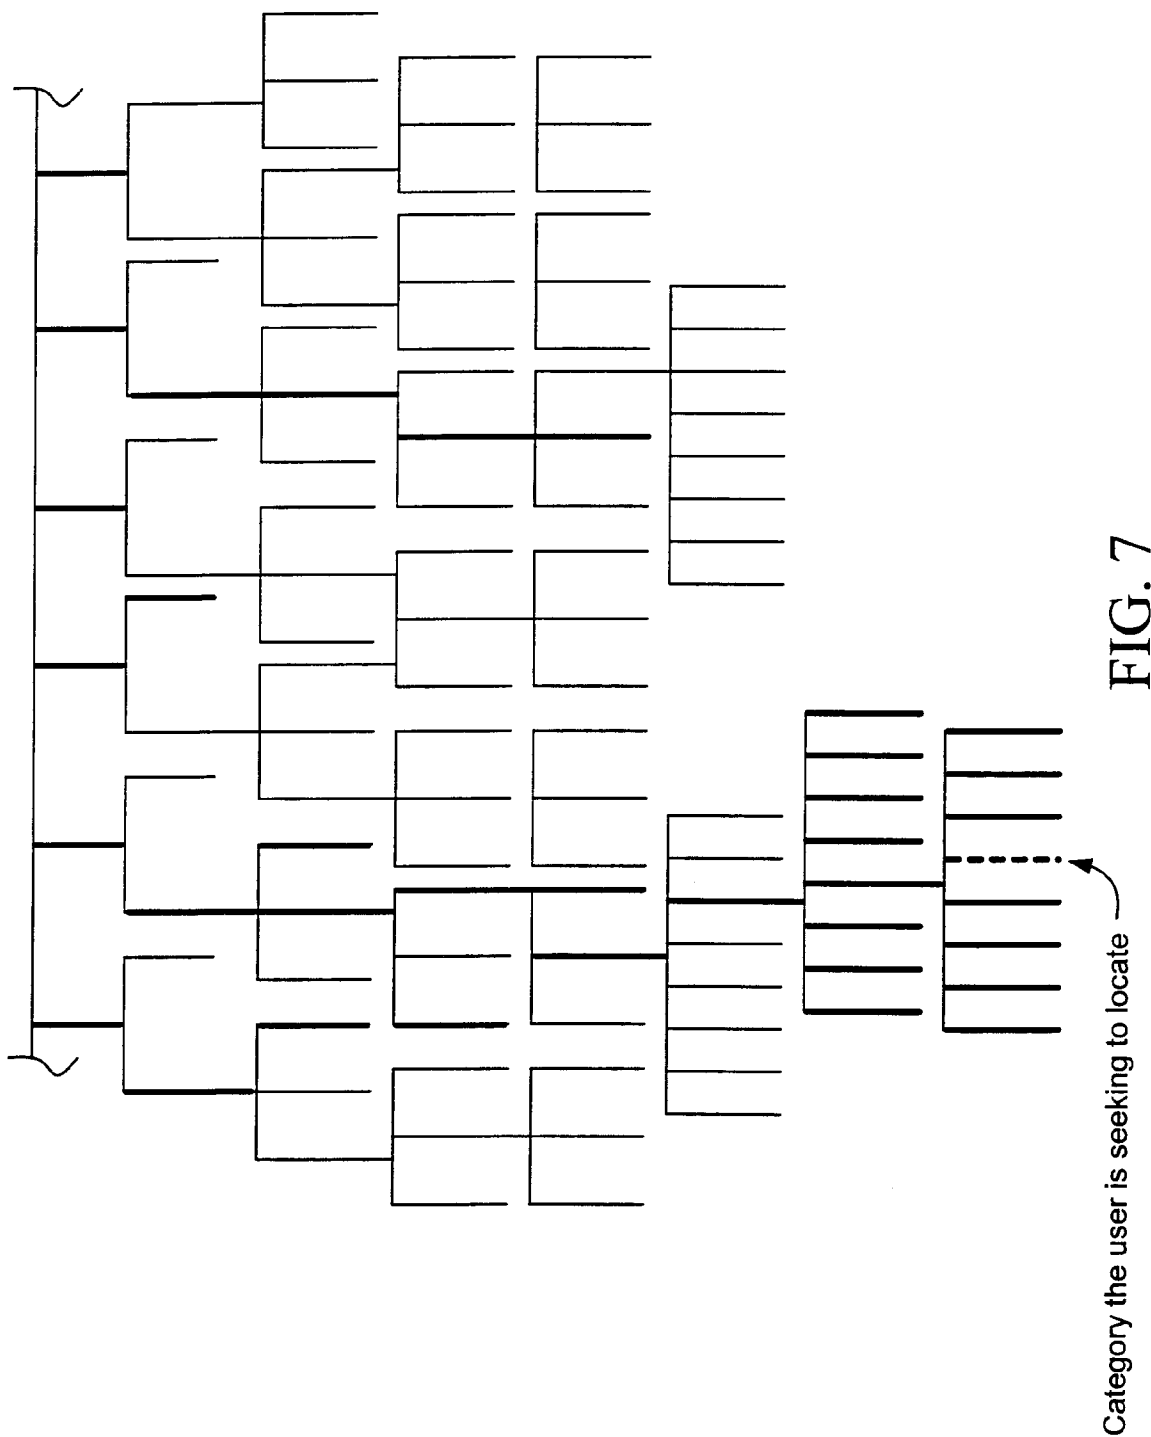 Category the user is seeking to locate
FIG. 7